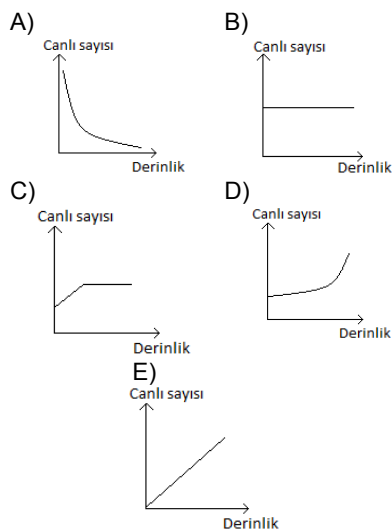 A)
Canlı sayısı
Derinlik
B)
Canlı sayısı
Derinlik
C)
Canlı sayısı
Derinlik
D)
Canlı sayısı
Derinlik
E)
Canlı sayısı
Derinlik